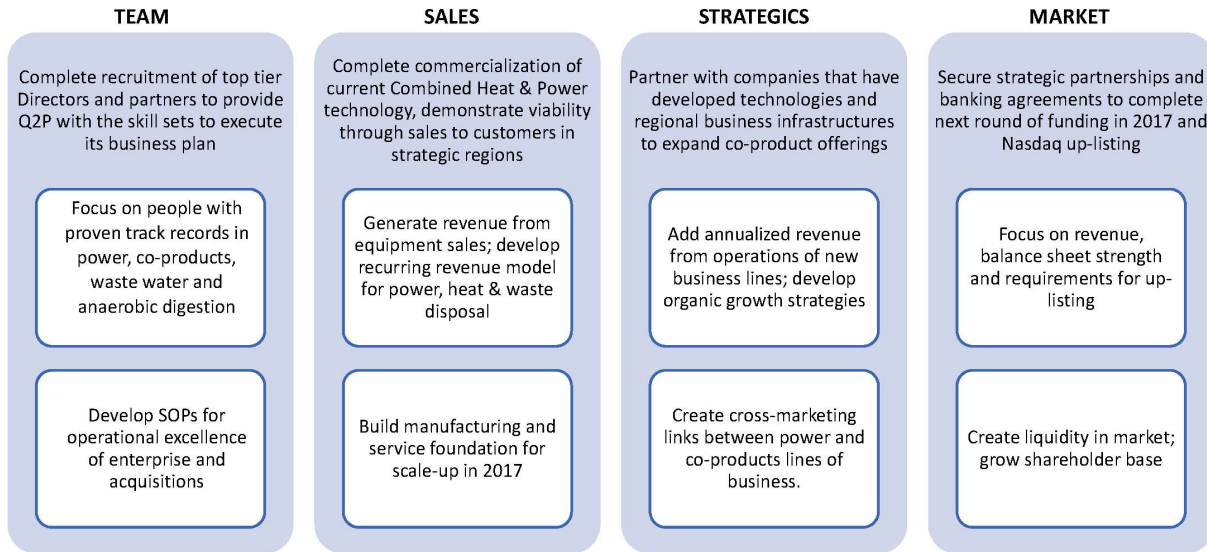 TEAM
Complete recruitment of top tier
Directors and partners to provide
Q2P with the skill sets to execute
its business plan
Focus on people with
proven track records in
power, co-products,
waste water and
anaerobic digestion
Develop SOPs for
operational excellence
of enterprise and
acquisitions
SALES
Complete commercialization of
current Combined Heat & Power
technology, demonstrate viability
through sales to customers in
strategic regions
Generate revenue from
equipment sales; develop
recurring revenue model
for power, heat & waste
disposal
Build manufacturing and
service foundation for
scale-up in 2017
STRATEGICS
Partner with companies that have
developed technologies and
regional business infrastructures
to expand co-product offerings
Add annualized revenue
from operations of new
business lines; develop
organic growth strategies
Create cross-marketing
links between power and
co-products lines of
business.
MARKET
Secure strategic partnerships and
banking agreements to complete
next round of funding in 2017 and
Nasdaq up-listing
Focus on revenue,
balance sheet strength
and requirements for up-
listing
Create liquidity in market;
grow shareholder base